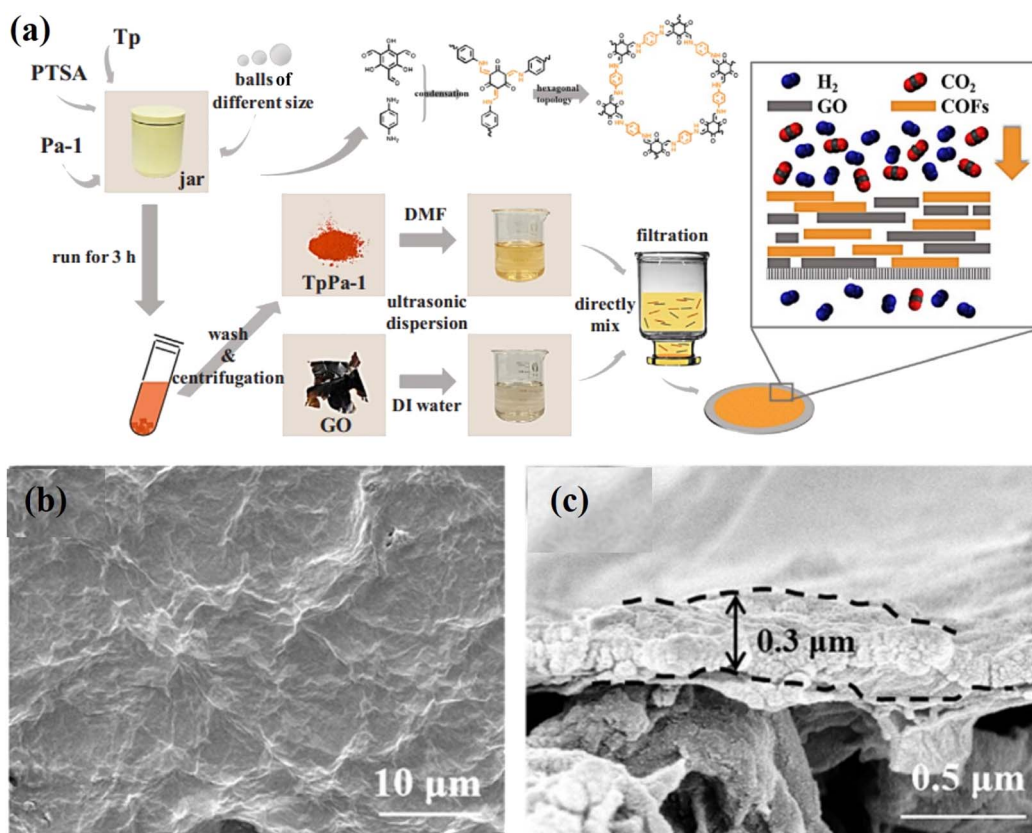 (a)
Tp
PTSA
Pa-1
balls of
different size
jar
condensation
hexagonal
topology
H₂
CO₂
GO
COFs
run for 3 h
wash
&
centrifugation
TpPa-1
DMF
ultrasonic
dispersion
GO
DI water
directly
mix
filtration
(b)
10 μm
(c)
0.3 μm
0.5 μm